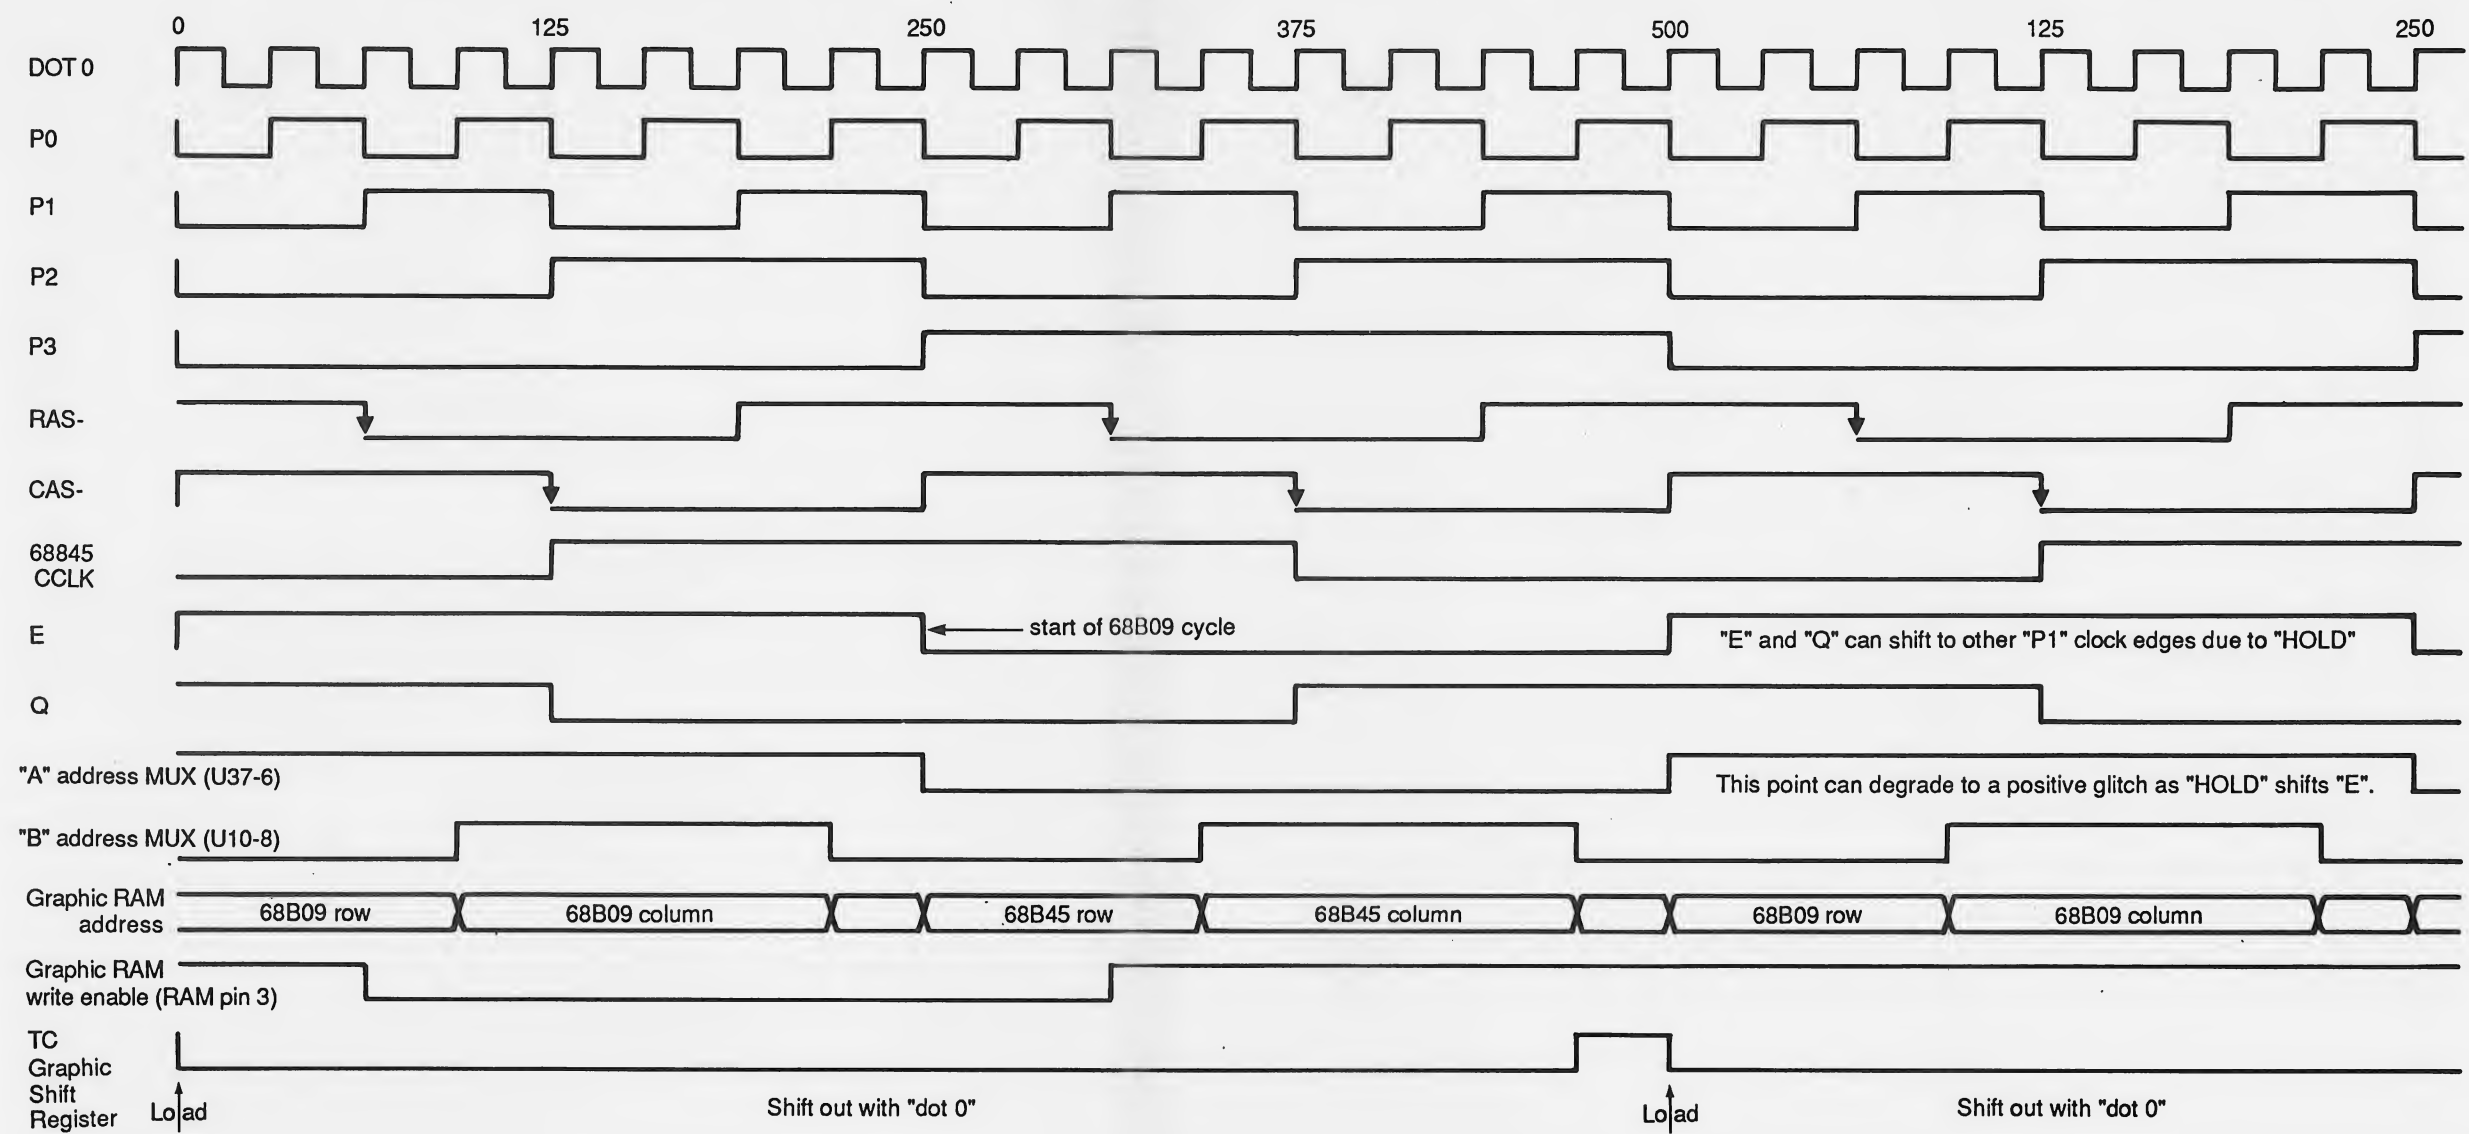 0 125 250 375 500 125 250
DOT 0
P0
P1
P2
P3
RAS-
CAS-
68845
CCLK
E
start of 68B09 cycle
"E" and "Q" can shift to other "P1" clock edges due to "HOLD"
Q
"A" address MUX (U37-6)
This point can degrade to a positive glitch as "HOLD" shifts "E".
"B" address MUX (U10-8)
Graphic RAM
address
68B09 row 68B09 column 68B45 row 68B45 column 68B09 row 68B09 column
Graphic RAM
write enable (RAM pin 3)
TC
Graphic
Shift
Register
Load Shift out with "dot 0" Load Shift out with "dot 0"